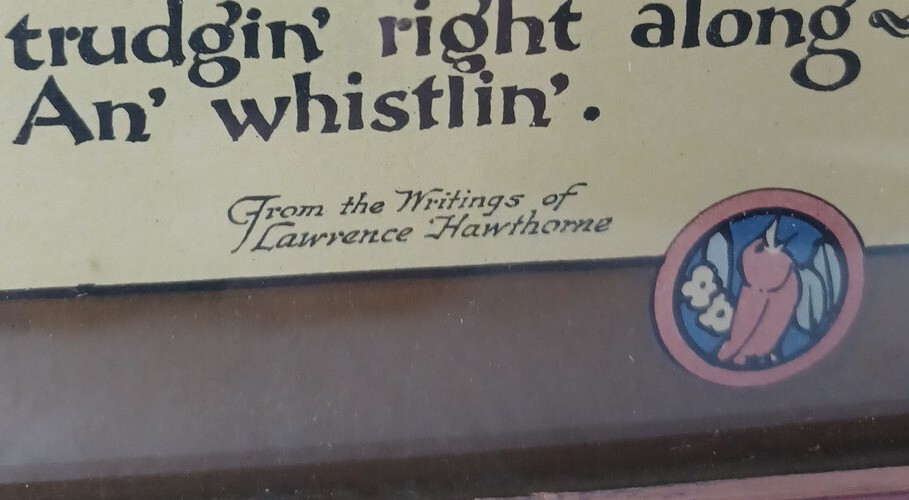 trudgin' right along~
An' whistlin'.
From the Writings of
Lawrence Hawthorne